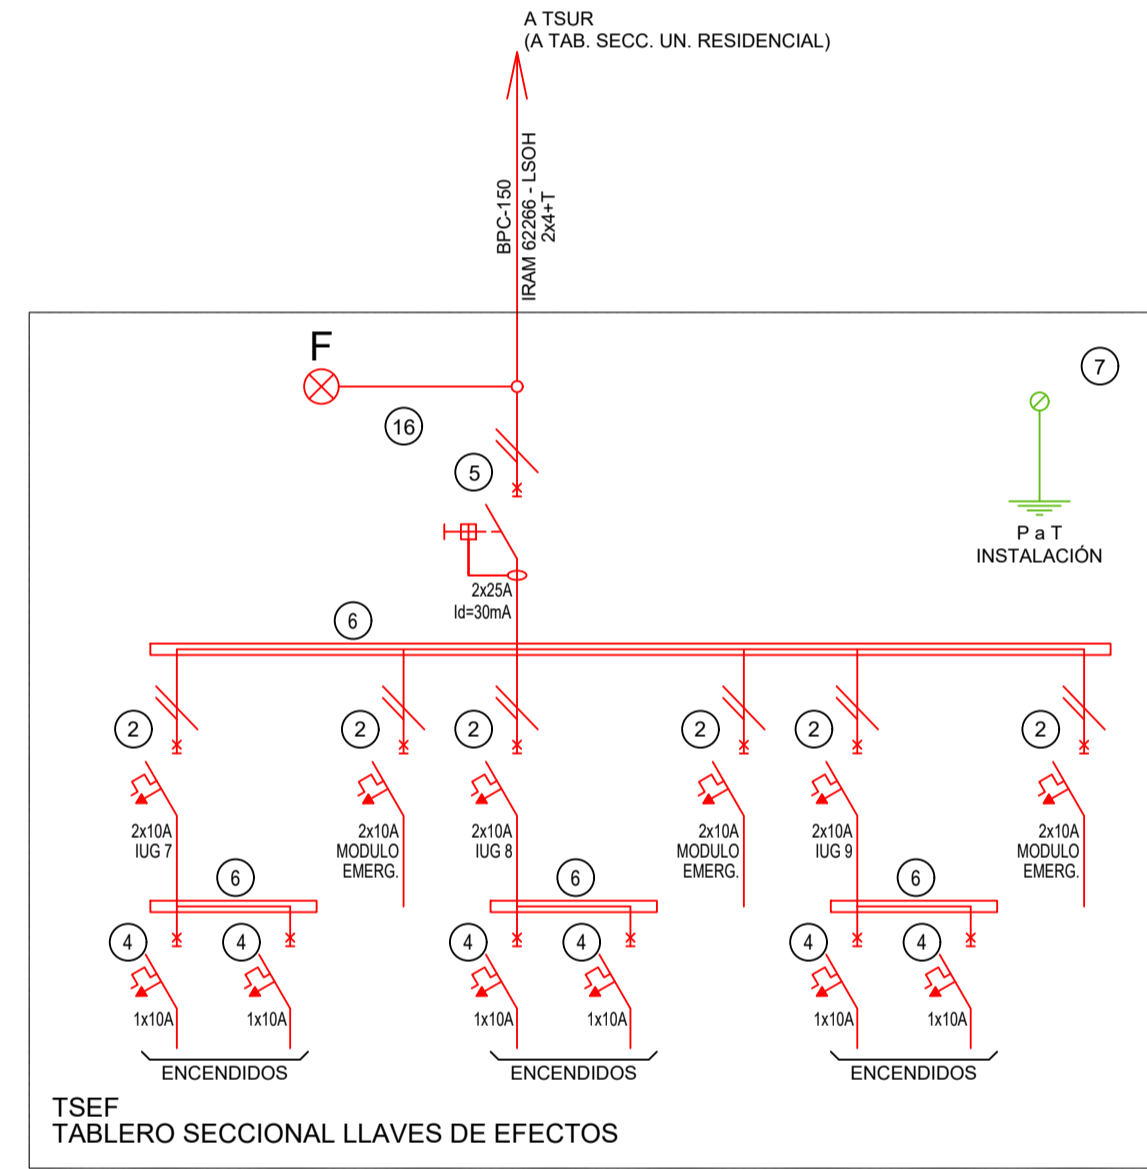 A TSUR
(A TAB. SECC. UN. RESIDENCIAL)
BPC-150
IRAM 62266 - LSOH
2x4+T
F
7
16
5
P a T
INSTALACIÓN
2x25A
Id=30mA
6
2
2
2
2
2
2
2x10A
IUG 7
2x10A
MODULO
EMERG.
2x10A
IUG 8
2x10A
MODULO
EMERG.
2x10A
IUG 9
2x10A
MODULO
EMERG.
6
6
6
4
4
4
4
4
4
1x10A
1x10A
1x10A
1x10A
1x10A
1x10A
ENCENDIDOS
ENCENDIDOS
ENCENDIDOS
TSEF
TABLERO SECCIONAL LLAVES DE EFECTOS